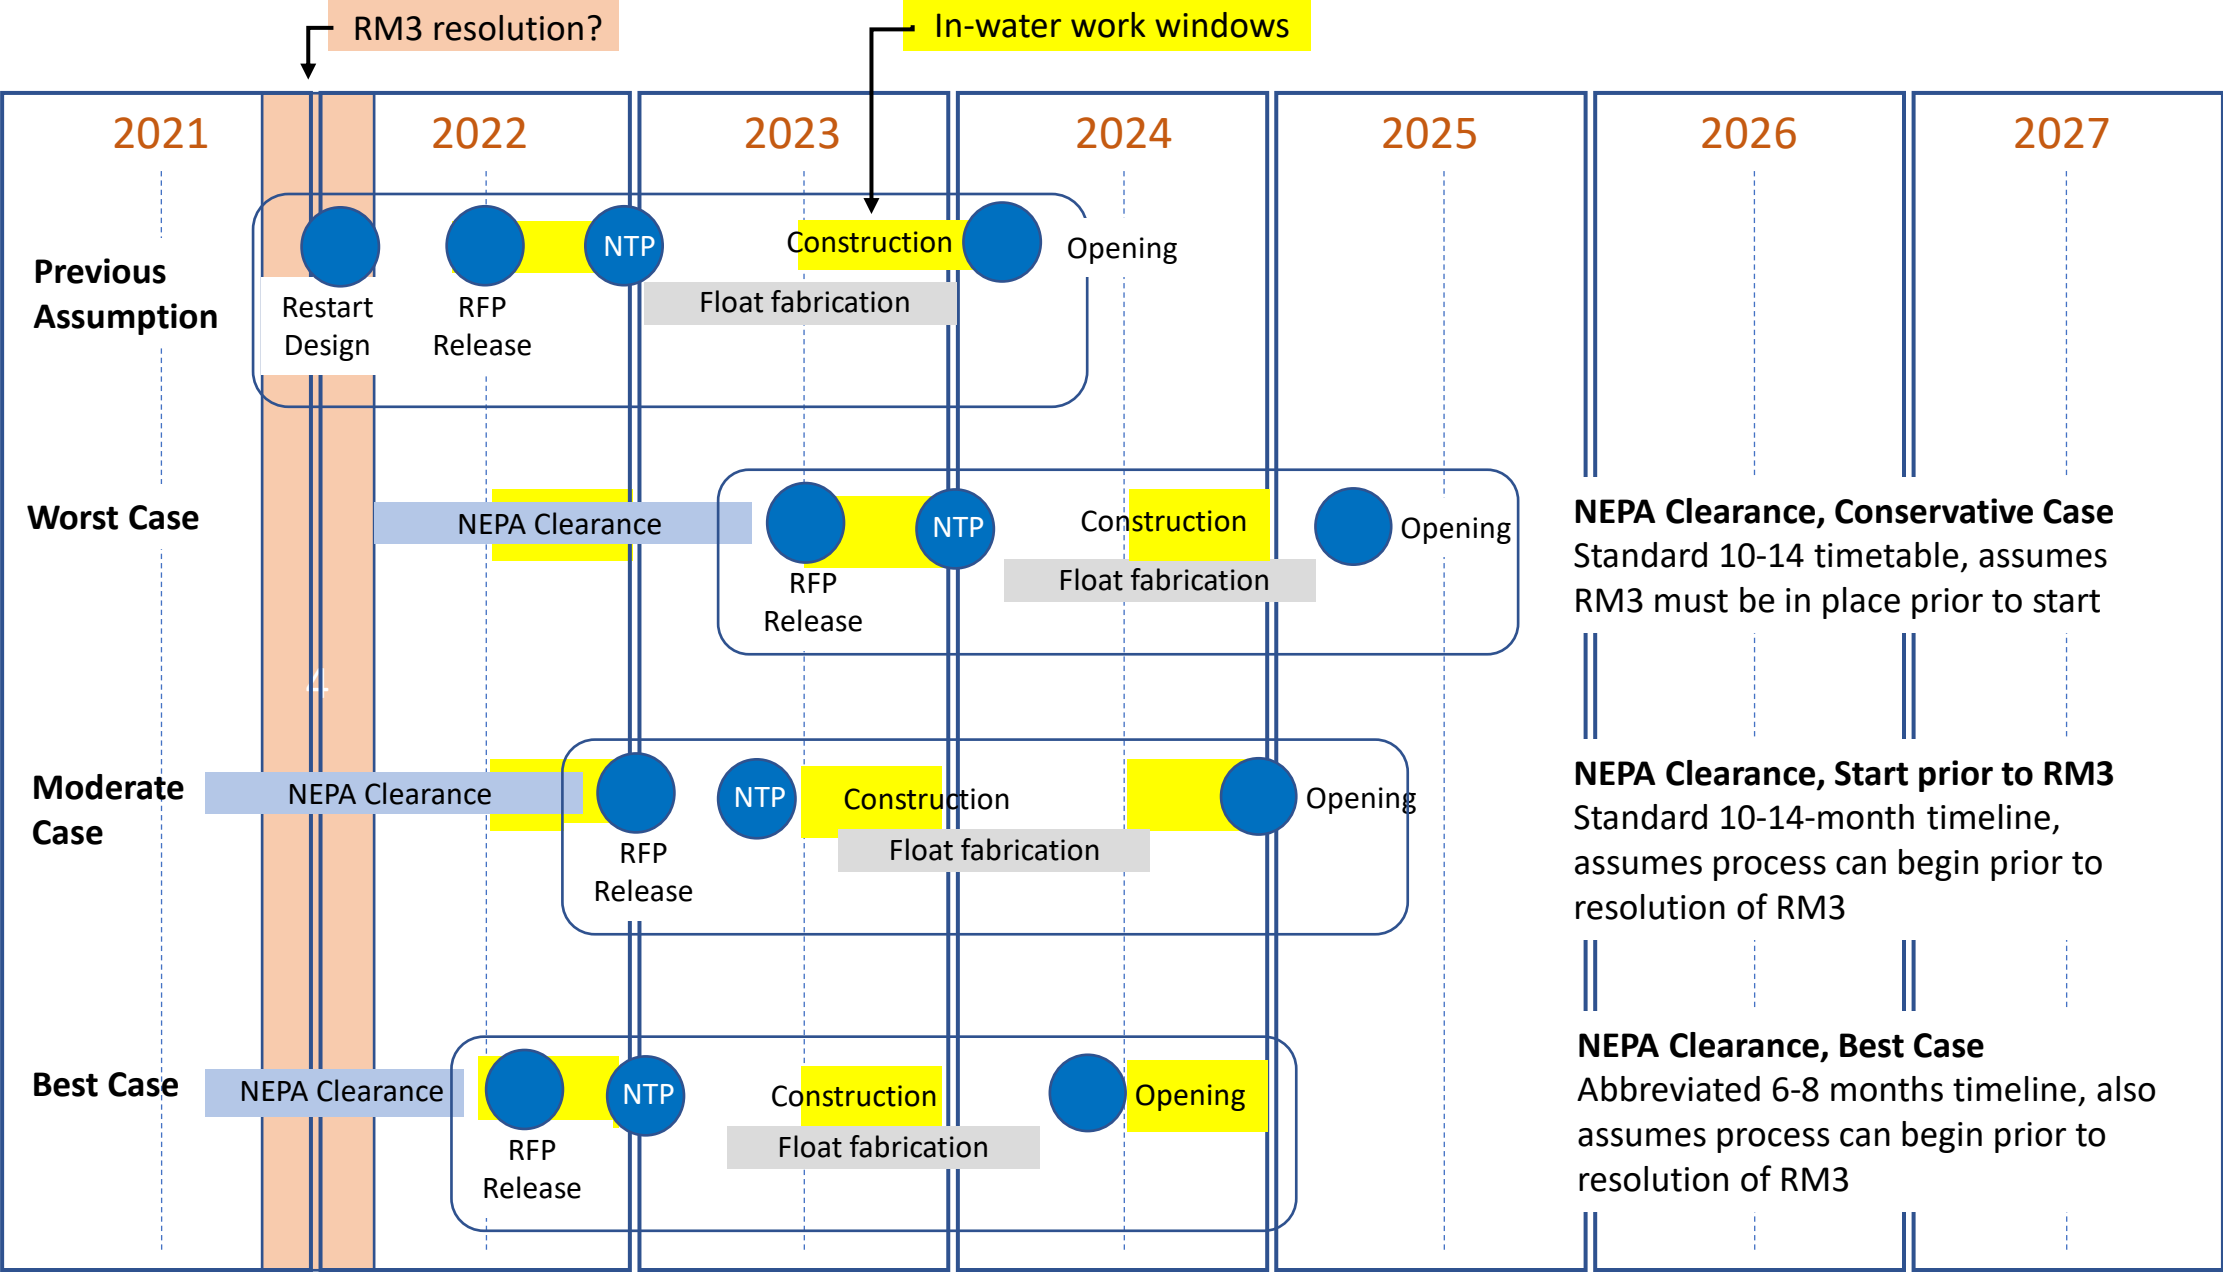 RM3 resolution?
In-water work windows
2021
2022
2023
2024
2025
2026
2027
Previous
Assumption
Restart
Design
RFP
Release
NTP
Construction
Float fabrication
Opening
Worst Case
NEPA Clearance
RFP
Release
NTP
Construction
Float fabrication
Opening
NEPA Clearance, Conservative Case
Standard 10-14 timetable, assumes
RM3 must be in place prior to start
4
Moderate
Case
NEPA Clearance
RFP
Release
NTP
Construction
Float fabrication
Opening
NEPA Clearance, Start prior to RM3
Standard 10-14-month timeline,
assumes process can begin prior to
resolution of RM3
Best Case
NEPA Clearance
RFP
Release
NTP
Construction
Float fabrication
Opening
NEPA Clearance, Best Case
Abbreviated 6-8 months timeline, also
assumes process can begin prior to
resolution of RM3